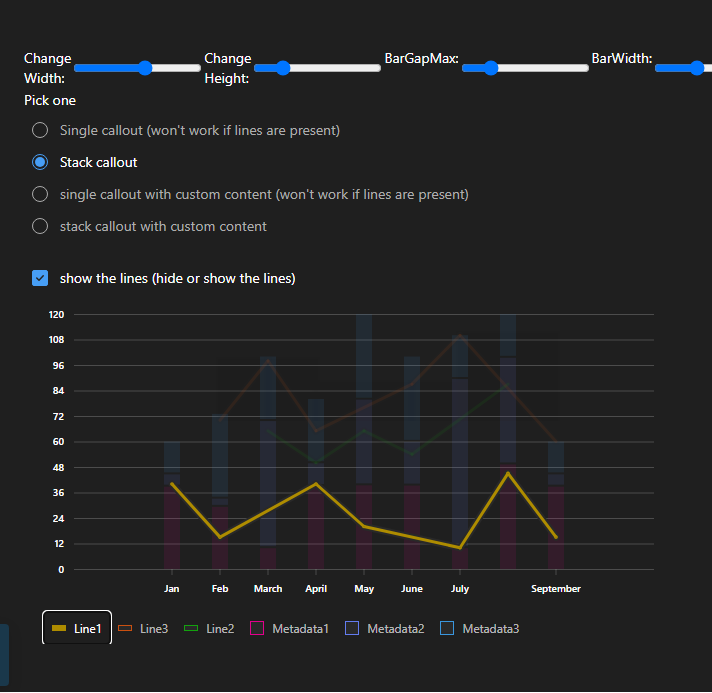 Change Width:
Change Height:
BarGapMax:
BarWidth:
Pick one
Single callout (won't work if lines are present)
Stack callout
single callout with custom content (won't work if lines are present)
stack callout with custom content
show the lines (hide or show the lines)
120
108
96
84
72
60
48
36
24
12
0
Jan Feb March April May June July September
Line1 Line3 Line2 Metadata1 Metadata2 Metadata3